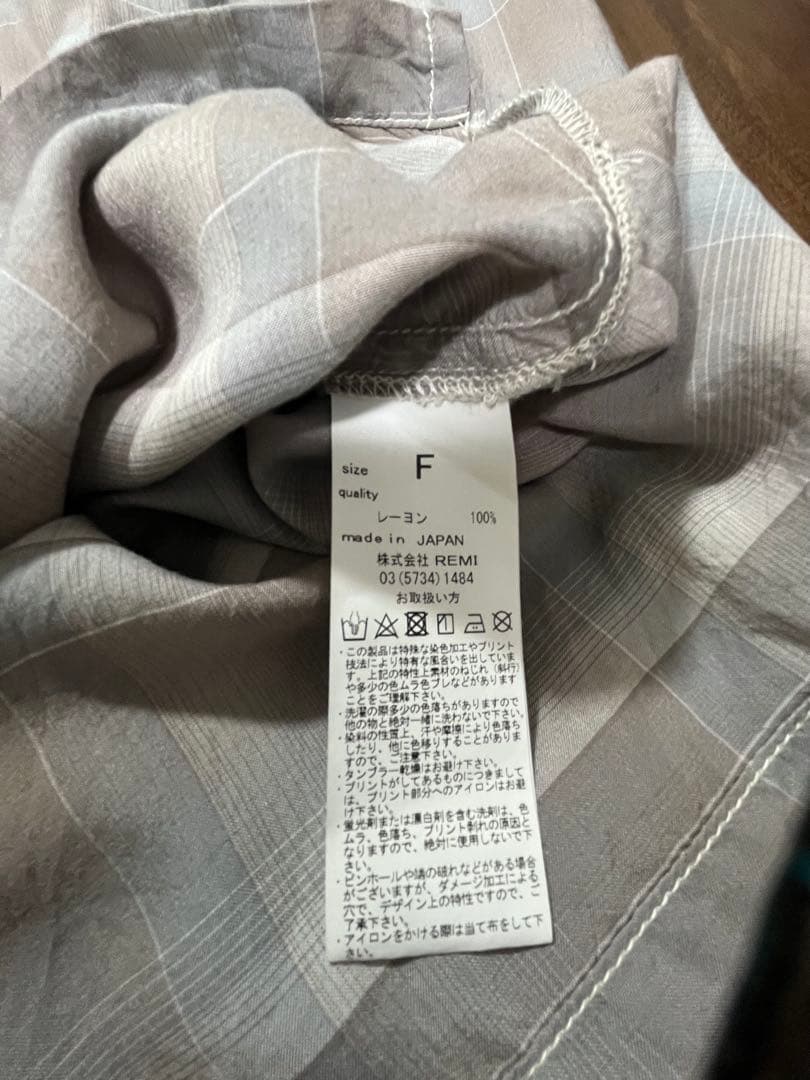 size F
quality
レーヨン 100%
made in JAPAN
株式会社 REMI
03(5734)1484
お取扱い方
・この製品は特殊な染色加工やプリント
技法により特有な風合いを出していま
す。上記の特性上素材のねじれ（斜行）
や多少の色ムラ色ブレなどがあります
ことをご理解下さい。
・洗濯の際多少の色落ちがありますので
他の物と絶対一緒に洗わないで下さい。
・染料の性質上、汗や摩擦により色落ち
したり、他に色移りすることがありま
すので、ご注意下さい。
・タンブラー乾燥はお避け下さい。
・プリントがしてあるものにつきまして
は、プリント部分へのアイロンはお避
け下さい。
・蛍光剤または漂白剤を含む洗剤は、色
ムラ、色落ち、プリント剥れの原因と
なりますので、絶対に使用しないで下
さい。
・ピンホールや端の破れなどがある場合
がございますが、ダメージ加工による
穴で、デザイン上の特性ですので、ご
了承下さい。
・アイロンをかける際は当て布をして下
さい。